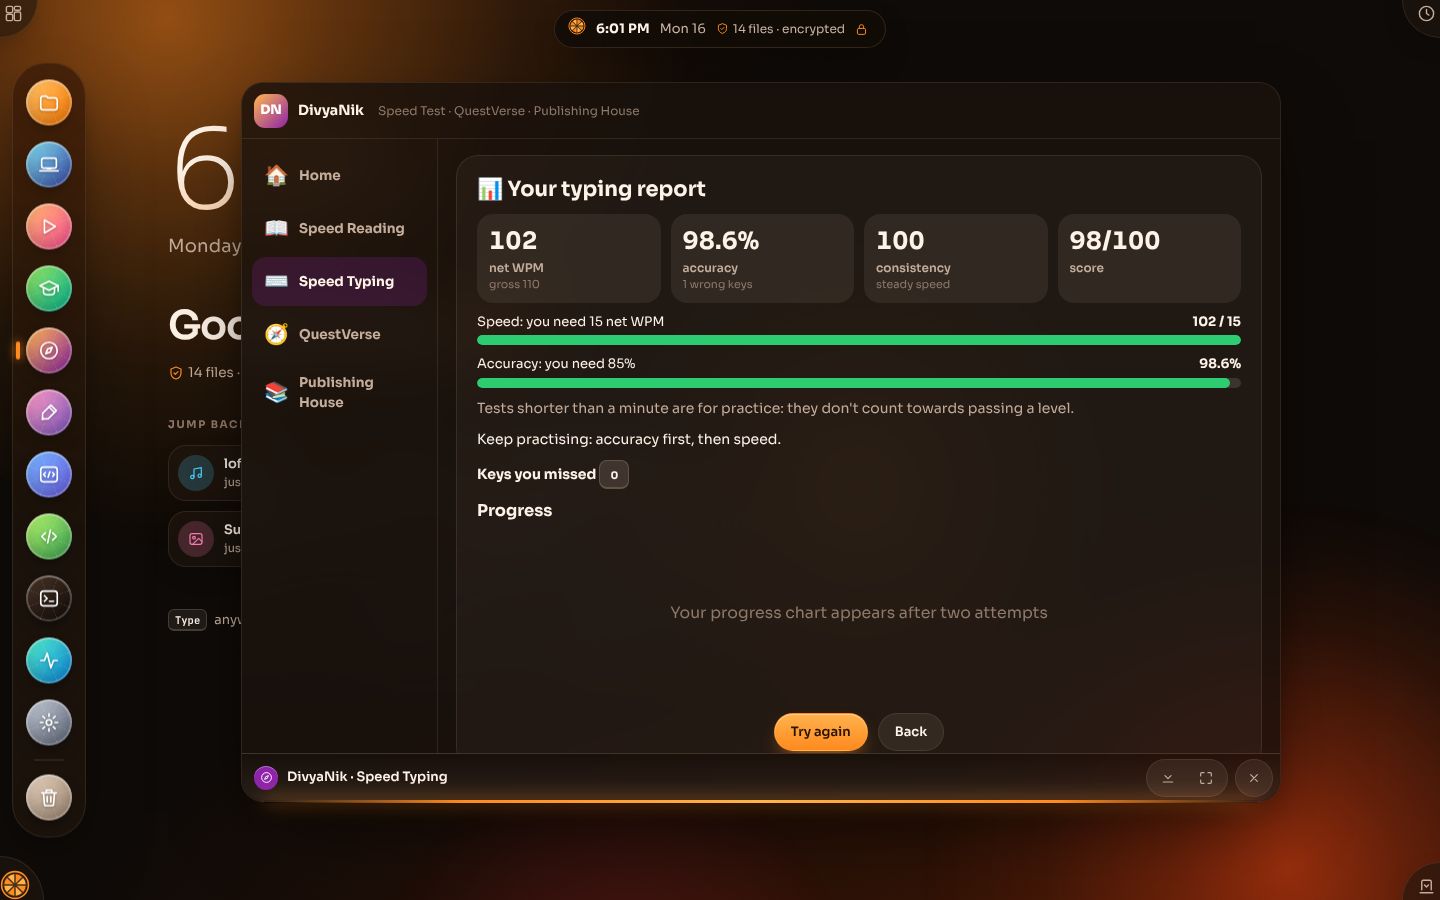 6:01 PM Mon 16 14 files · encrypted
6
Monday
Goo
14 files ·
JUMP BAC
lof
jus
Su
jus
Type anyw
DN DivyaNik Speed Test · QuestVerse · Publishing House
Home
Speed Reading
Speed Typing
QuestVerse
Publishing
House
Your typing report
102
net WPM
gross 110
98.6%
accuracy
1 wrong keys
100
consistency
steady speed
98/100
score
Speed: you need 15 net WPM 102 / 15
Accuracy: you need 85% 98.6%
Tests shorter than a minute are for practice: they don't count towards passing a level.
Keep practising: accuracy first, then speed.
Keys you missed 0
Progress
Your progress chart appears after two attempts
Try again Back
DivyaNik · Speed Typing